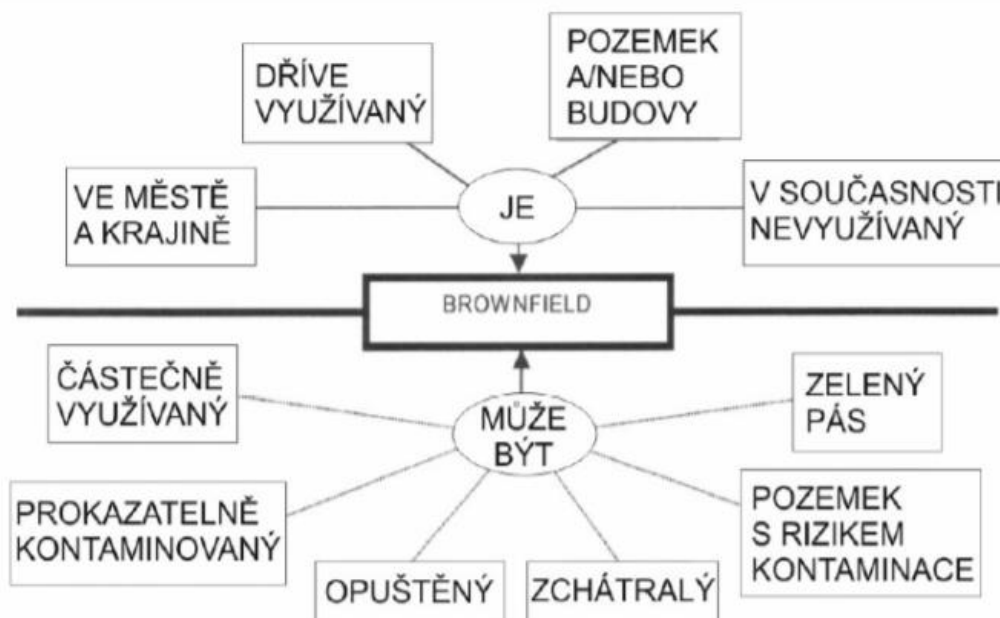 DŘÍVE
VYUŽÍVANÝ
POZEMEK
A/NEBO
BUDOVY
VE MĚSTĚ
A KRAJINĚ
JE
V SOUČASNOSTI
NEVYUŽÍVANÝ
BROWNFIELD
ČÁSTEČNĚ
VYUŽÍVANÝ
MŮŽE
BÝT
ZELENÝ
PÁS
PROKAZATELNĚ
KONTAMINOVANÝ
OPUŠTĚNÝ
ZCHÁTRALÝ
POZEMEK
S RIZIKEM
KONTAMINACE